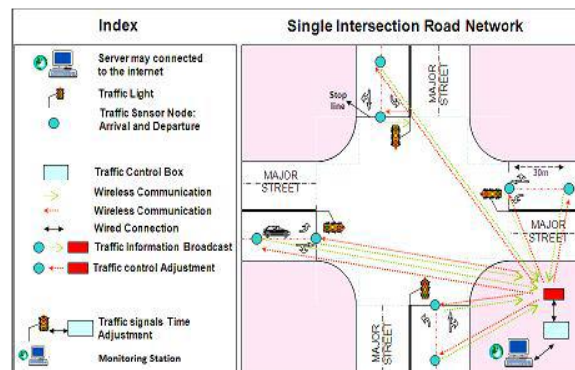 Index
Server may connected
to the internet
Traffic Light
Traffic Sensor Node:
Arrival and Departure
Traffic Control Box
Wireless Communication
Wireless Communication
Wired Connection
Traffic Information Broadcast
Traffic control Adjustment
Traffic signals Time
Adjustment
Monitoring Station
Single Intersection Road Network
Stop
line
MAJOR
STREET
30m
MAJOR
STREET
MAJOR
STREET
MAJOR
STREET